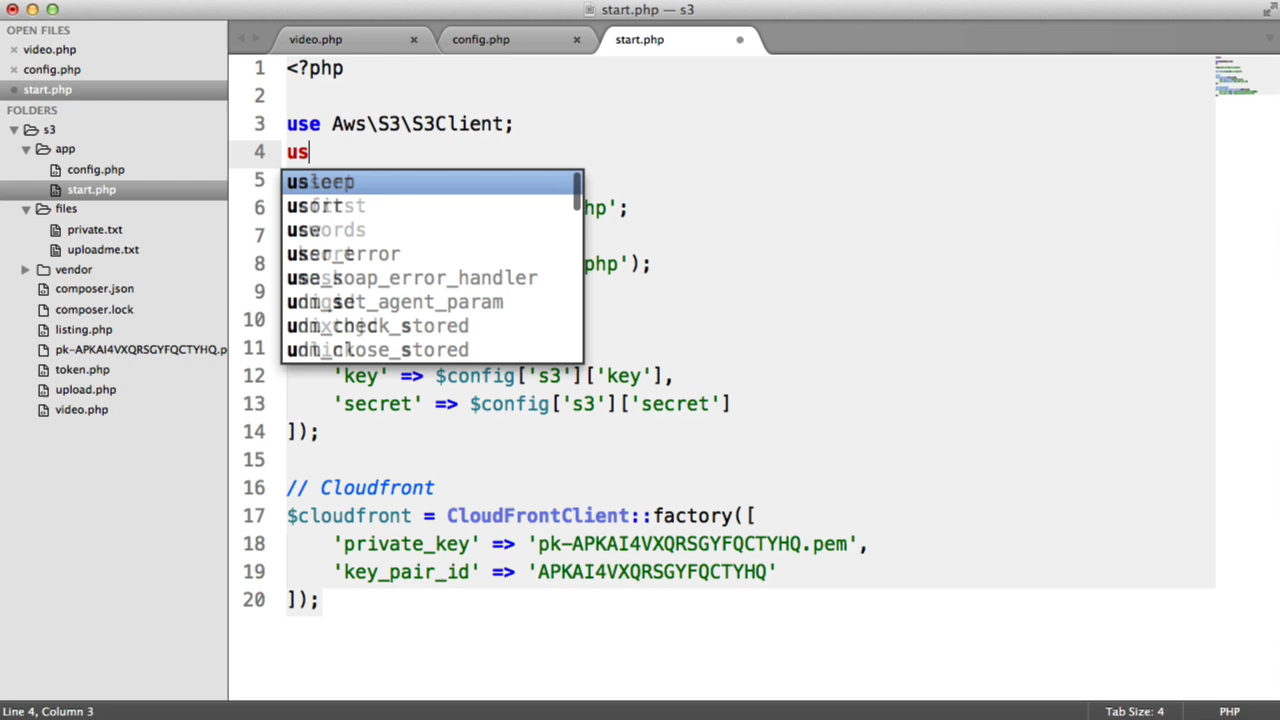 start.php — s3
OPEN FILES
video.php
config.php
start.php
FOLDERS
s3
app
config.php
start.php
files
private.txt
uploadme.txt
vendor
composer.json
composer.lock
listing.php
pk-APKAI4VXQRSGYFQCTYHQ.p
token.php
upload.php
video.php
video.php
config.php
start.php
1 <?php
2
3 use Aws\S3\S3Client;
4 us
5
6 hp';
7
8 php');
9
10
11
12 'key' => $config['s3']['key'],
13 'secret' => $config['s3']['secret']
14 ]);
15
16 // Cloudfront
17 $cloudfront = CloudFrontClient::factory([
18 'private_key' => 'pk-APKAI4VXQRSGYFQCTYHQ.pem',
19 'key_pair_id' => 'APKAI4VXQRSGYFQCTYHQ'
20 ]);
usleep
usort
use
user_error
use_soap_error_handler
udm_set_agent_param
udm_check_stored
udm_close_stored
Line 4, Column 3
Tab Size: 4
PHP